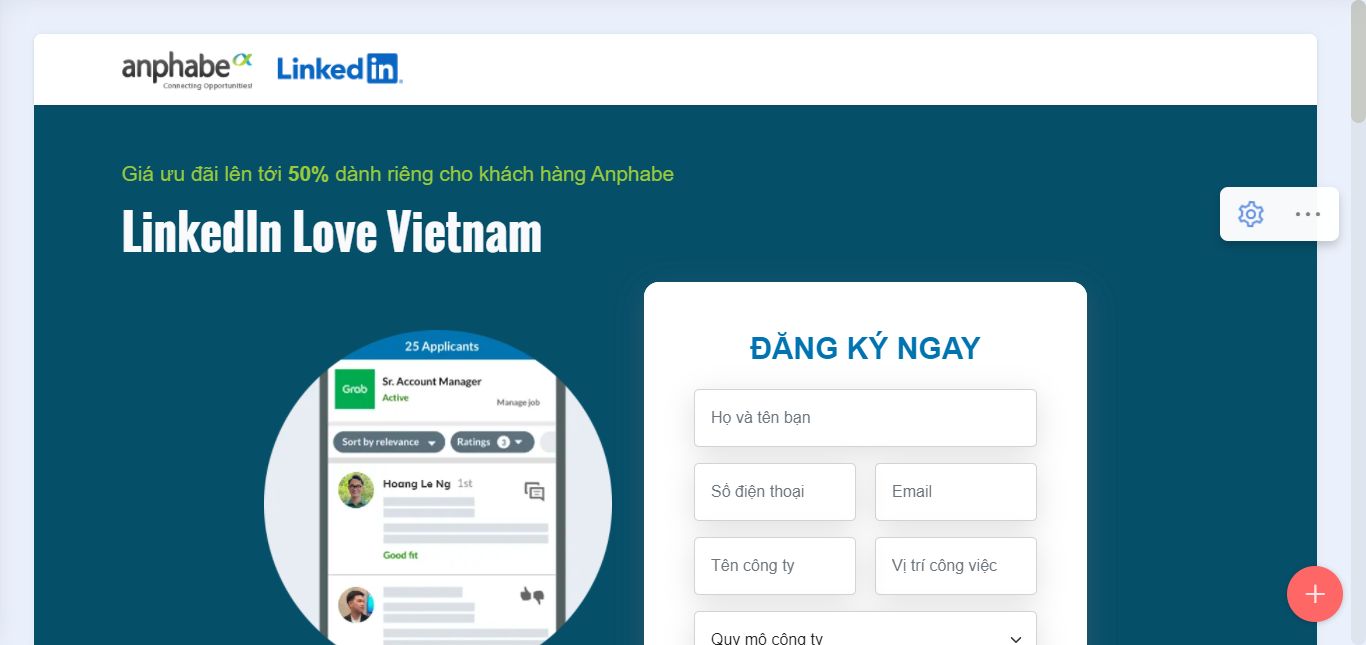 anphabe
Connecting Opportunities!
LinkedIn
Giá ưu đãi lên tới 50% dành riêng cho khách hàng Anphabe
LinkedIn Love Vietnam
25 Applicants
Grab
Sr. Account Manager
Active
Manage job
Sort by relevance
Ratings 3
Hoang Le Ng 1st
Good fit
ĐĂNG KÝ NGAY
Họ và tên bạn
Số điện thoại
Email
Tên công ty
Vị trí công việc
Quy mô công ty